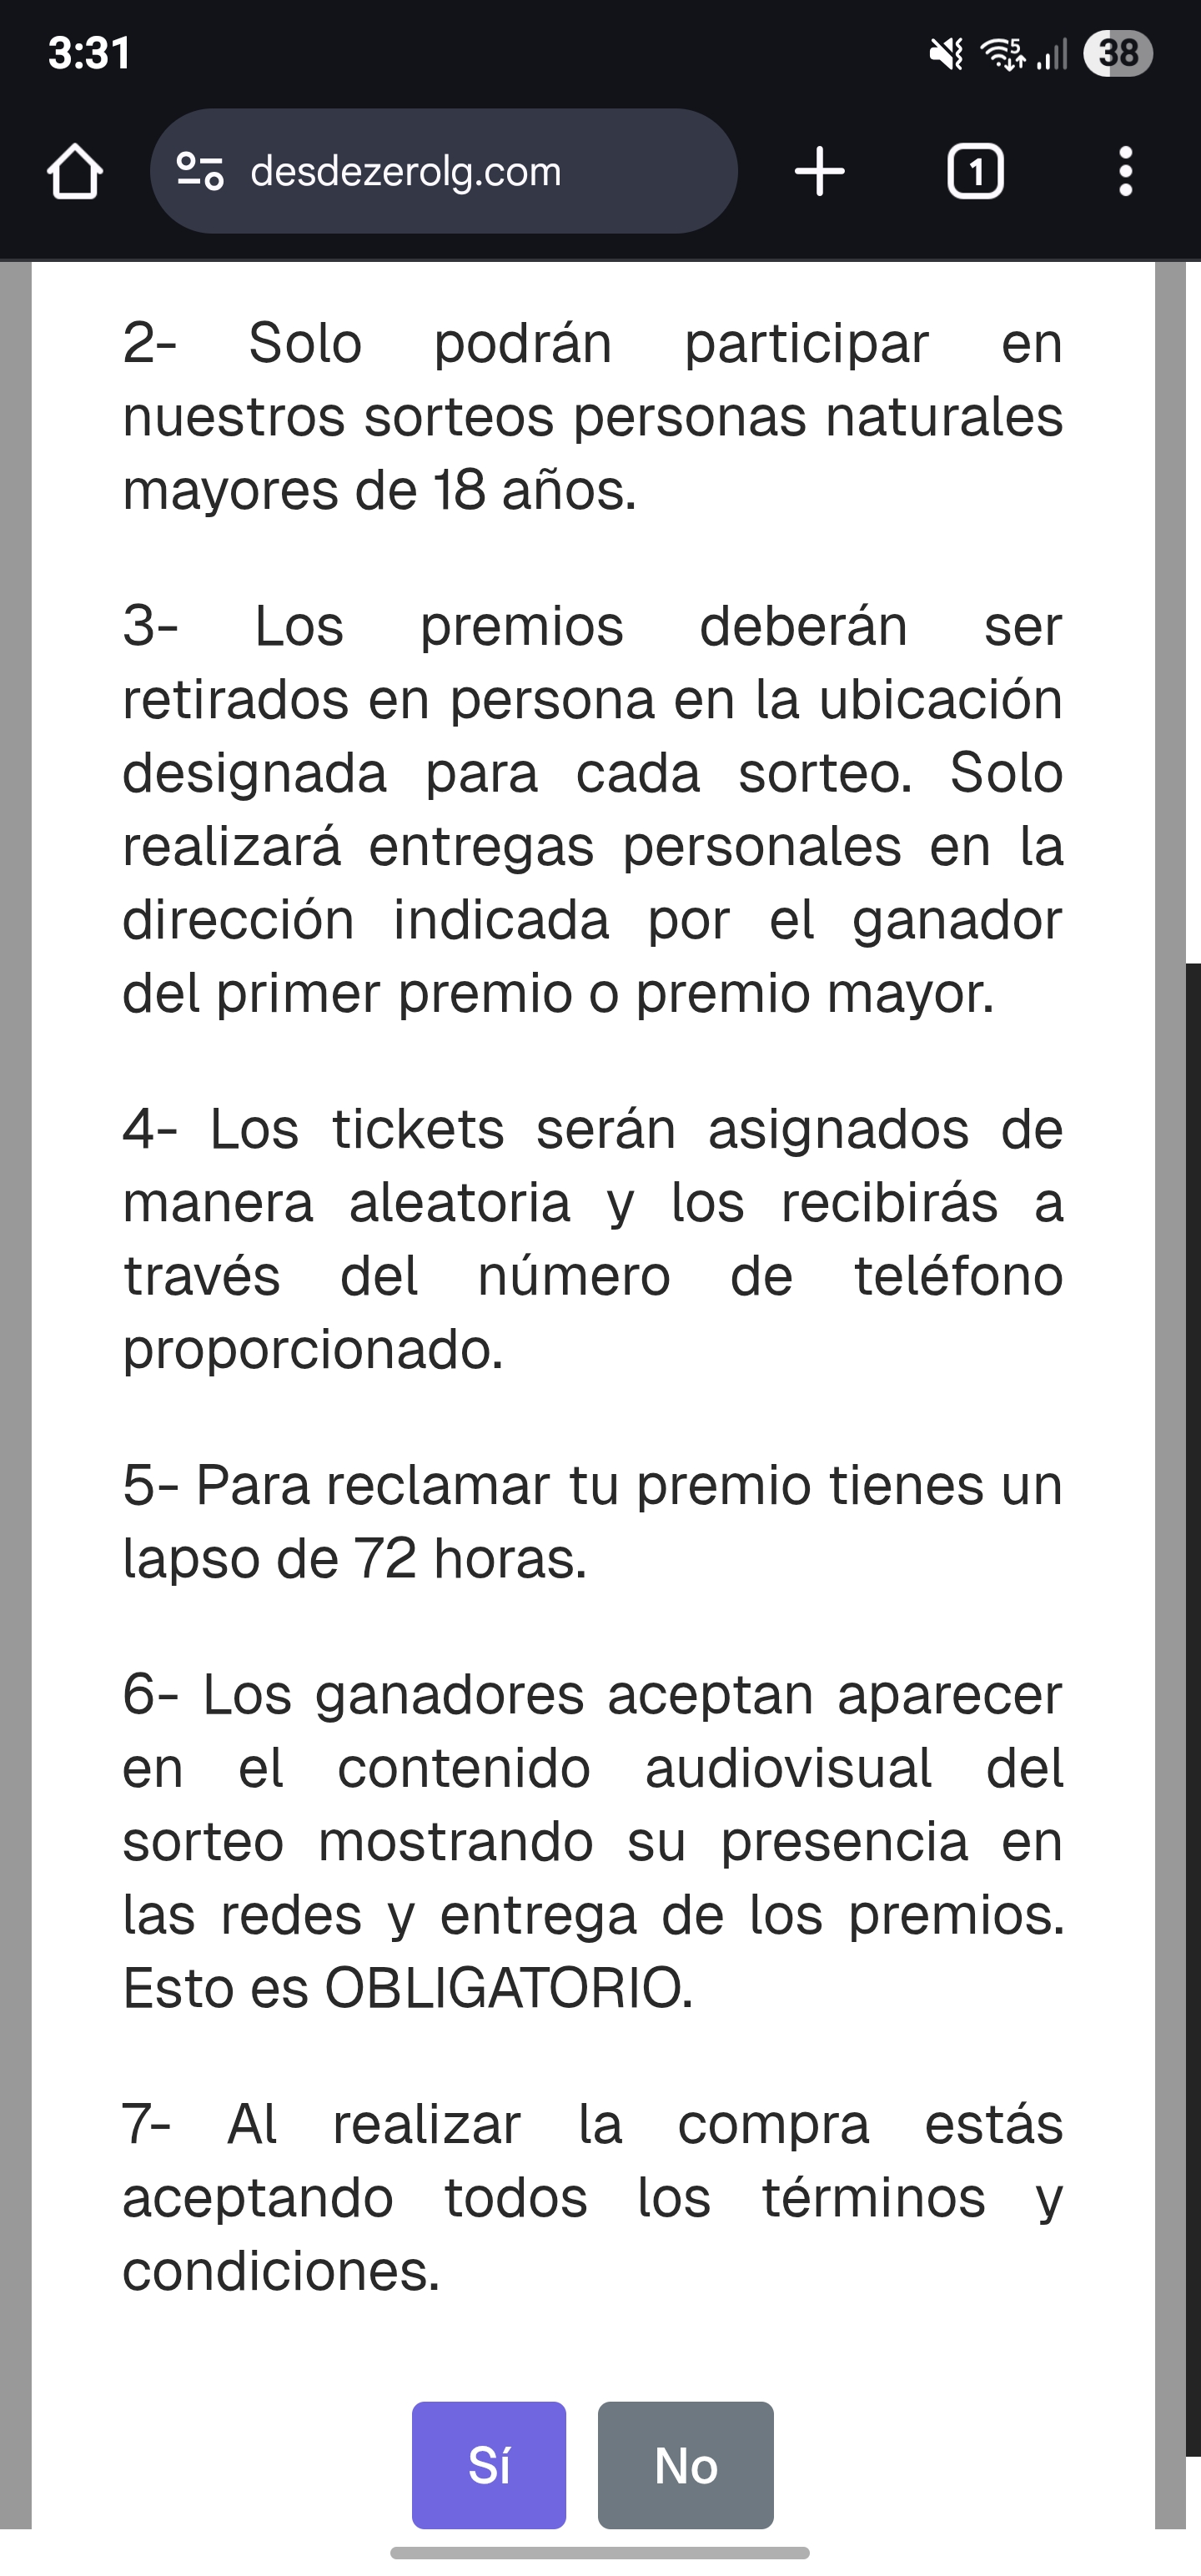 3:31
5
38
desdezerolg.com
1
2- Solo podrán participar en
nuestros sorteos personas naturales
mayores de 18 años.
3- Los premios deberán ser
retirados en persona en la ubicación
designada para cada sorteo. Solo
realizará entregas personales en la
dirección indicada por el ganador
del primer premio o premio mayor.
4- Los tickets serán asignados de
manera aleatoria y los recibirás a
través del número de teléfono
proporcionado.
5- Para reclamar tu premio tienes un
lapso de 72 horas.
6- Los ganadores aceptan aparecer
en el contenido audiovisual del
sorteo mostrando su presencia en
las redes y entrega de los premios.
Esto es OBLIGATORIO.
7- Al realizar la compra estás
aceptando todos los términos y
condiciones.
Sí No